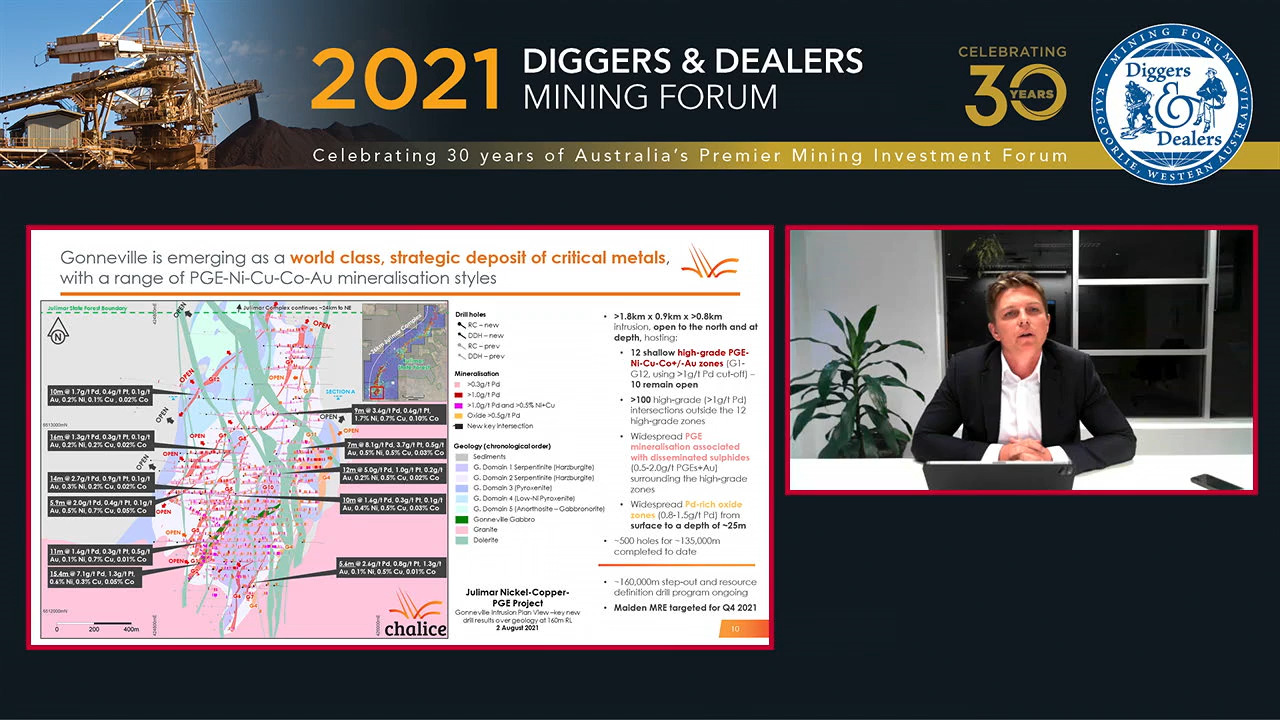 2021
DIGGERS & DEALERS
MINING FORUM
CELEBRATING
30
YEARS
Celebrating 30 years of Australia's Premier Mining Investment Forum
MINING FORUM
Diggers
&
Dealers
KALGOORLIE, WESTERN AUSTRALIA
Gonneville is emerging as a world class, strategic deposit of critical metals,
with a range of PGE-Ni-Cu-Co-Au mineralisation styles
Julimar State Forest Boundary
Julimar Complex continues ~26km to NE
OPEN
OPEN
OPEN
G12
N
SECTION A
10m @ 1.7g/t Pd, 0.6g/t Pt, 0.1g/t
Au, 0.2% Ni, 0.1% Cu, 0.02% Co
9m @ 3.6g/t Pd, 0.6g/t Pt,
1.7% Ni, 0.7% Cu, 0.10% Co
OPEN
OPEN
16m @ 1.3g/t Pd, 0.3g/t Pt, 0.1g/t
Au, 0.2% Ni, 0.2% Cu, 0.02% Co
OPEN
OPEN
7m @ 8.1g/t Pd, 3.7g/t Pt, 0.5g/t
Au, 0.5% Ni, 0.5% Cu, 0.03% Co
OPEN
12m @ 5.0g/t Pd, 1.0g/t Pt, 0.2g/t
Au, 0.2% Ni, 0.5% Cu, 0.02% Co
14m @ 2.7g/t Pd, 0.9g/t Pt, 0.1g/t
Au, 0.3% Ni, 0.2% Cu, 0.02% Co
5.9m @ 2.0g/t Pd, 0.4g/t Pt, 0.1g/t
Au, 0.5% Ni, 0.7% Cu, 0.05% Co
10m @ 1.6g/t Pd, 0.3g/t Pt, 0.1g/t
Au, 0.4% Ni, 0.5% Cu, 0.03% Co
OPEN
OPEN
11m @ 1.6g/t Pd, 0.3g/t Pt, 0.5g/t
Au, 0.1% Ni, 0.7% Cu, 0.01% Co
OPEN
15.4m @ 7.1g/t Pd, 1.3g/t Pt,
0.6% Ni, 0.3% Cu, 0.05% Co
5.6m @ 2.6g/t Pd, 0.8g/t Pt, 1.3g/t
Au, 0.1% Ni, 0.5% Cu, 0.01% Co
0 200 400m
chalice
Drill holes
RC – new
DDH – new
RC – prev
DDH – prev
Mineralisation
>0.3g/t Pd
>1.0g/t Pd
>1.0g/t Pd and >0.5% Ni+Cu
Oxide >0.5g/t Pd
New key intersection
Geology (chronological order)
Sediments
G. Domain 1 Serpentinite (Harzburgite)
G. Domain 2 Serpentinite (Harzburgite)
G. Domain 3 (Pyroxenite)
G. Domain 4 (Low-Ni Pyroxenite)
G. Domain 5 (Anorthosite – Gabbronorite)
Gonneville Gabbro
Granite
Dolerite
Julimar Nickel-Copper-
PGE Project
Gonneville Intrusion Plan View – key new
drill results over geology at 160m RL
2 August 2021
• >1.8km x 0.9km x >0.8km
intrusion, open to the north and at
depth, hosting:
• 12 shallow high-grade PGE-
Ni-Cu-Co+/-Au zones (G1-
G12, using >1g/t Pd cut-off) –
10 remain open
• >100 high-grade (>1g/t Pd)
intersections outside the 12
high-grade zones
• Widespread PGE
mineralisation associated
with disseminated sulphides
(0.5-2.0g/t PGEs+Au)
surrounding the high-grade
zones
• Widespread Pd-rich oxide
zones (0.8-1.5g/t Pd) from
surface to a depth of ~25m
• ~500 holes for ~135,000m
completed to date
• ~160,000m step-out and resource
definition drill program ongoing
• Maiden MRE targeted for Q4 2021
10